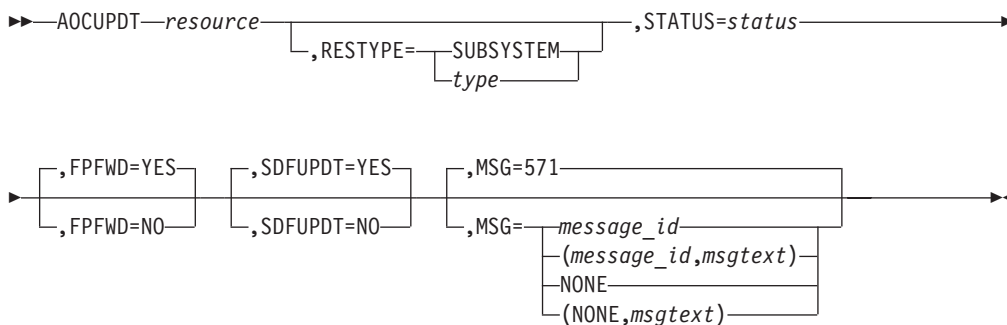 AOCUPDT resource ,STATUS=status
,RESTYPE= SUBSYSTEM
type
,FPFWD=YES ,SDFUPDT=YES ,MSG=571
,FPFWD=NO ,SDFUPDT=NO ,MSG= message_id
(message_id,msgtext)
NONE
(NONE,msgtext)